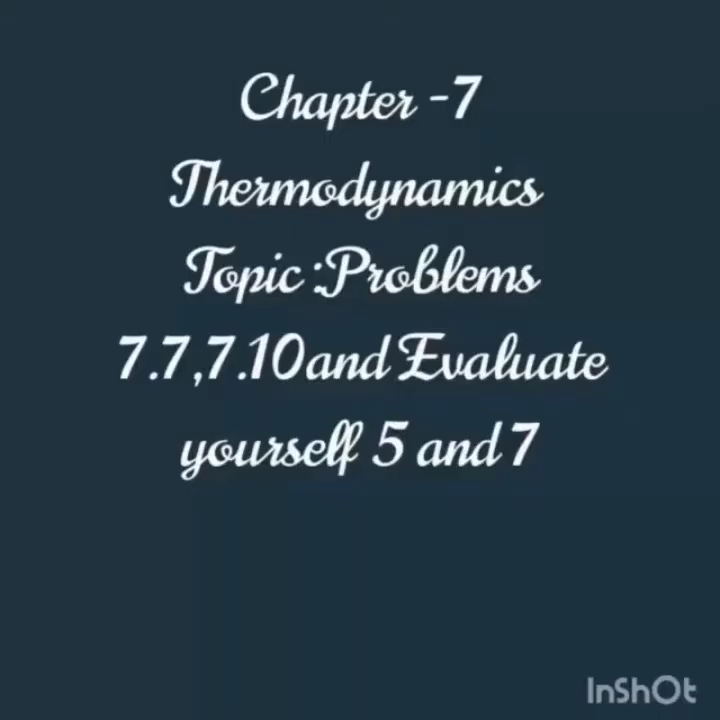 Chapter -7
Thermodynamics
Topic :Problems
7.7,7.10and Evaluate
yourself 5 and 7
InShOt